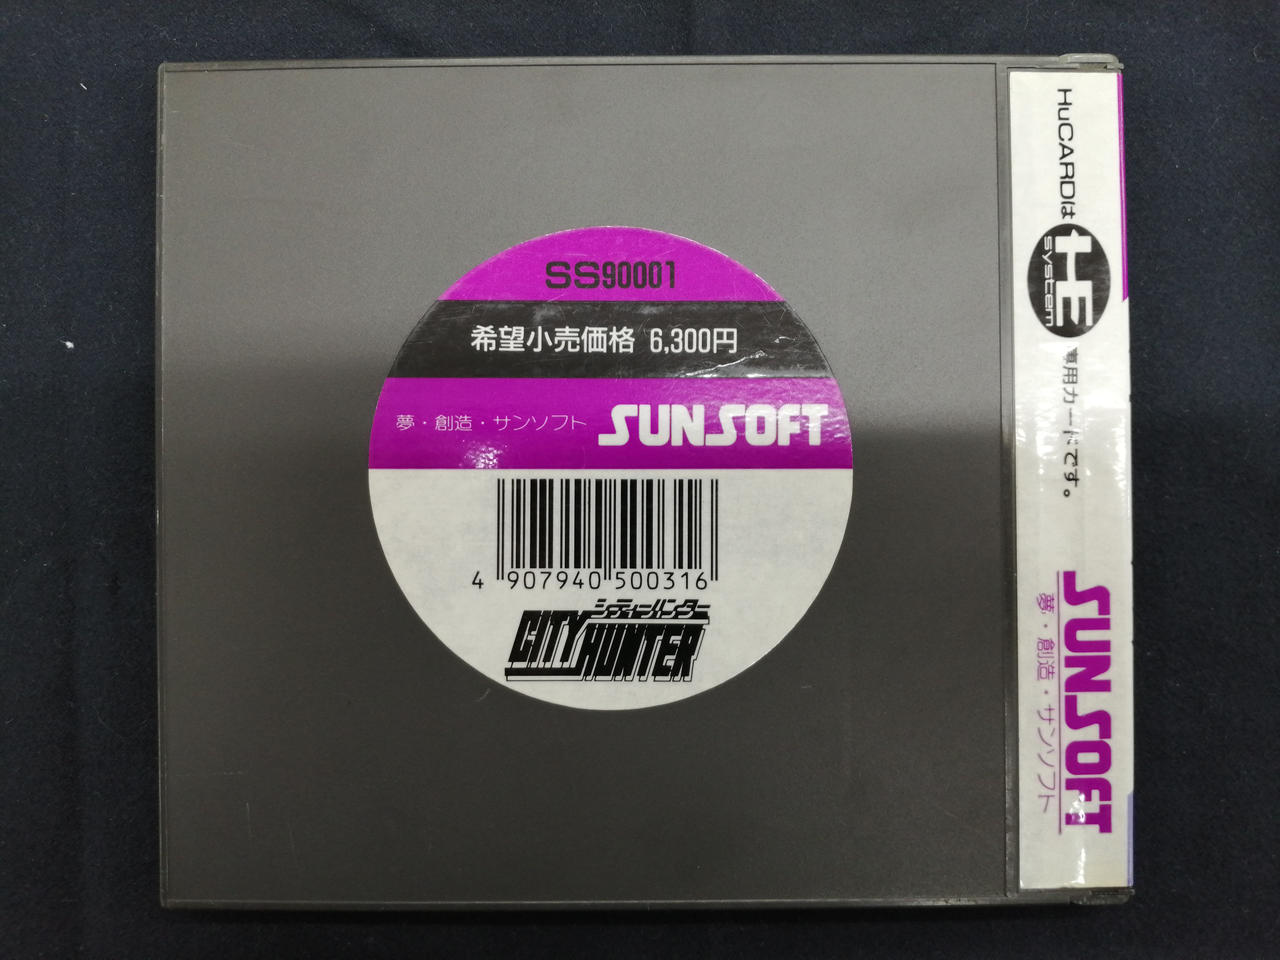 SS90001
希望小売価格 6,300円
夢・創造・サンソフト SUNSOFT
4 907940 500316
シティーハンター
CITY HUNTER
HuCARDは HE system 専用カードです。
SUNSOFT
夢・創造・サンソフト